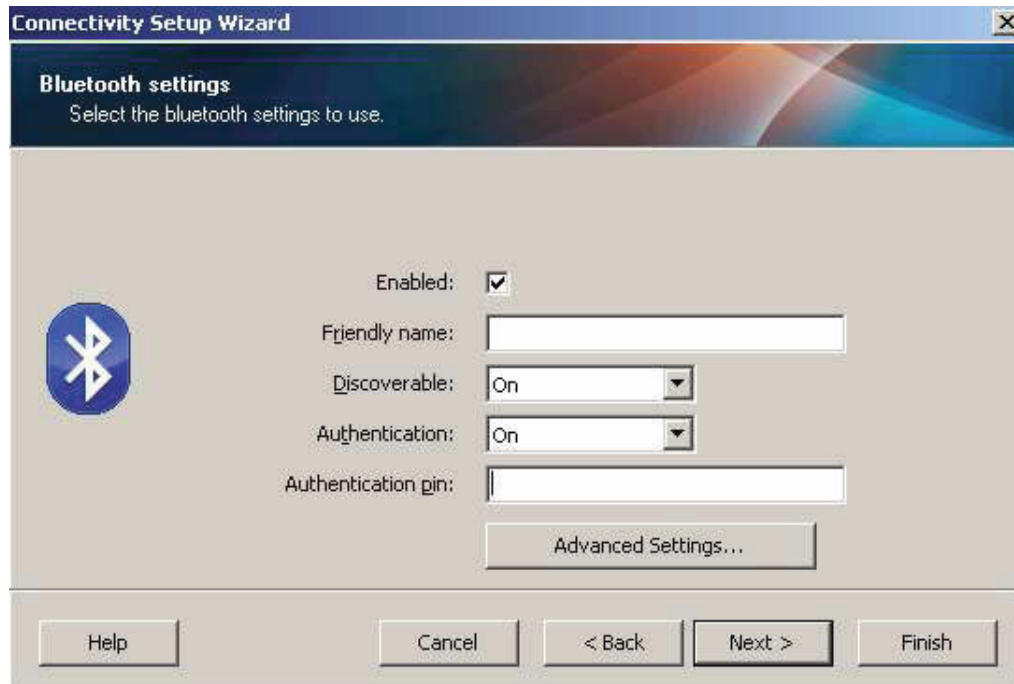 Connectivity Setup Wizard
Bluetooth settings
Select the bluetooth settings to use.
Enabled:
Friendly name:
Discoverable: On
Authentication: On
Authentication pin:
Advanced Settings...
Help Cancel < Back Next > Finish